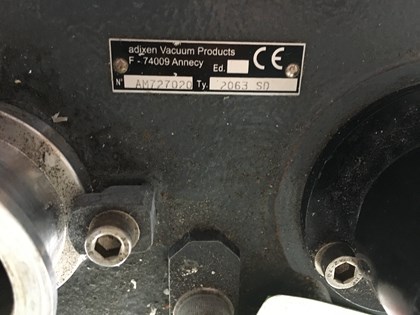 adixen Vacuum Products
F - 74009 Annecy
Ed. CE
N° AM727020 Ty. 2063 SD